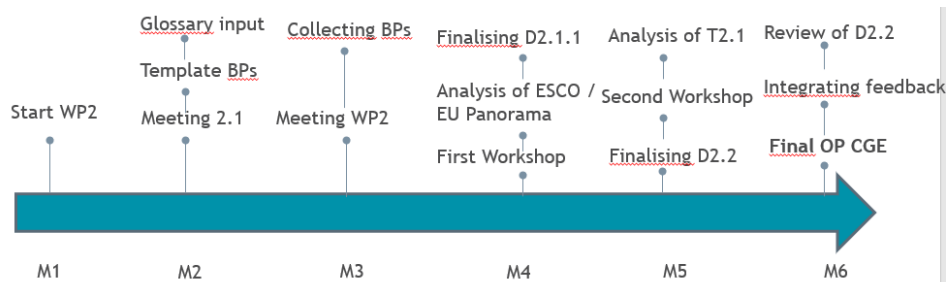 Start WP2
Glossary input
Template BPs
Meeting 2.1
Collecting BPs
Meeting WP2
Finalising D2.1.1
Analysis of ESCO /
EU Panorama
First Workshop
Analysis of T2.1
Second Workshop
Finalising D2.2
Review of D2.2
Integrating feedback
Final OP CGE
M1
M2
M3
M4
M5
M6